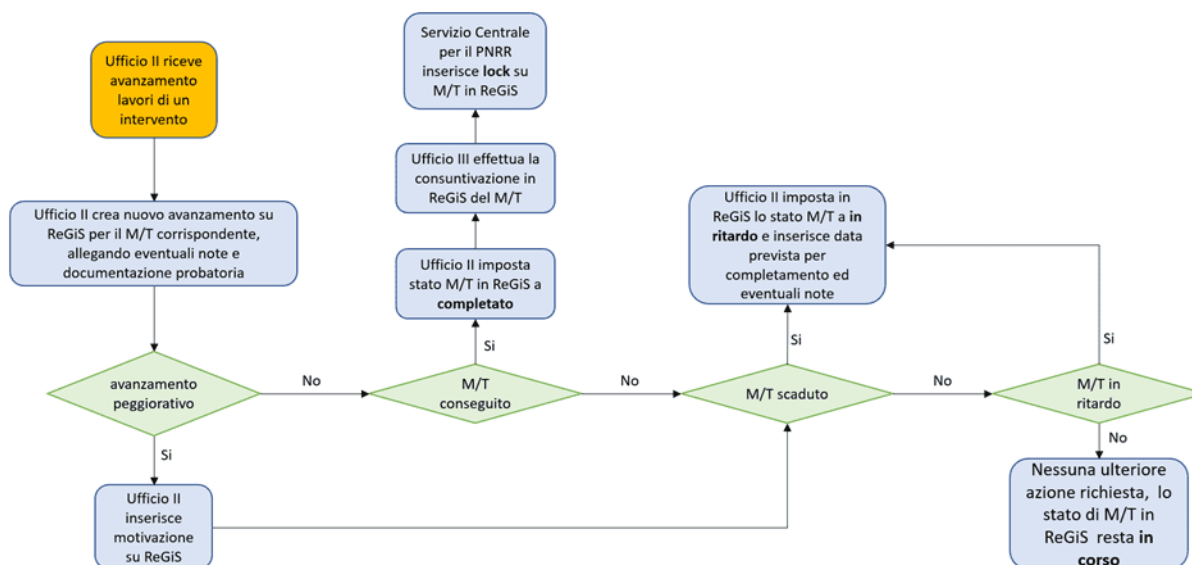 Ufficio II riceve
avanzamento
lavori di un
intervento
Ufficio II crea nuovo avanzamento su
ReGiS per il M/T corrispondente,
allegando eventuali note e
documentazione probatoria
avanzamento
peggiorativo
No
Si
Ufficio II
inserisce
motivazione
su ReGiS
Servizio Centrale
per il PNRR
inserisce lock su
M/T in ReGiS
Ufficio III effettua la
consuntivazione in
ReGiS del M/T
Ufficio II imposta
stato M/T in ReGiS a
completato
Si
M/T
conseguito
No
Ufficio II imposta in
ReGiS lo stato M/T a in
ritardo e inserisce data
prevista per
completamento ed
eventuali note
Si
M/T scaduto
No
Si
M/T in
ritardo
No
Nessuna ulteriore
azione richiesta, lo
stato di M/T in
ReGiS resta in
corso